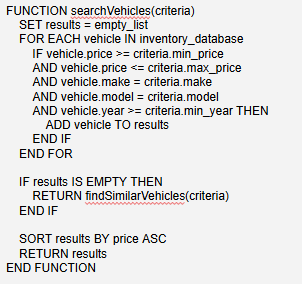 FUNCTION searchVehicles(criteria)
SET results = empty_list
FOR EACH vehicle IN inventory_database
IF vehicle.price >= criteria.min_price
AND vehicle.price <= criteria.max_price
AND vehicle.make = criteria.make
AND vehicle.model = criteria.model
AND vehicle.year >= criteria.min_year THEN
ADD vehicle TO results
END IF
END FOR
IF results IS EMPTY THEN
RETURN findSimilarVehicles(criteria)
END IF
SORT results BY price ASC
RETURN results
END FUNCTION